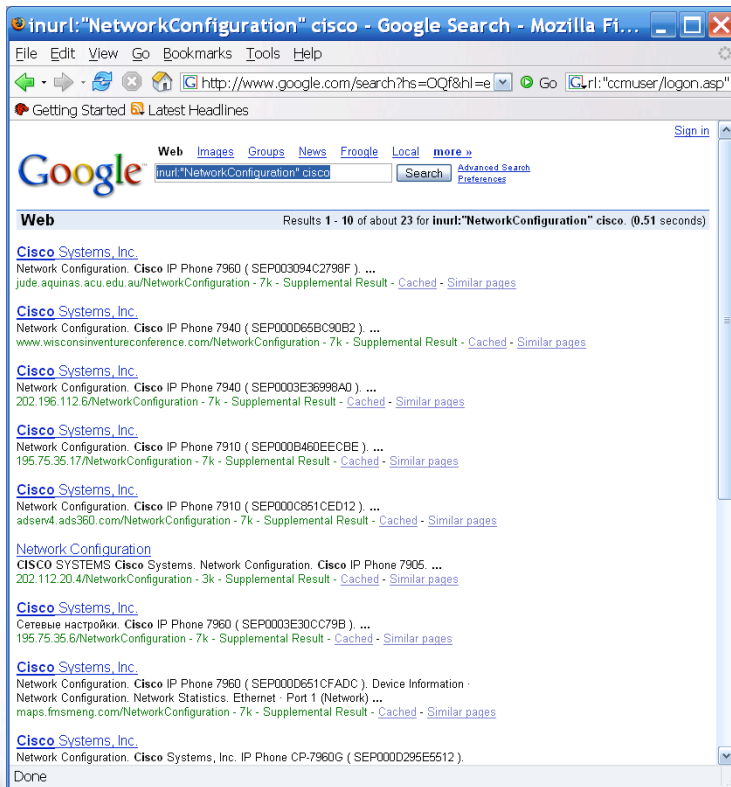 inurl:"NetworkConfiguration" cisco - Google Search - Mozilla Fi...
File Edit View Go Bookmarks Tools Help
http://www.google.com/search?hs=OQf&hl=e Go rl:"ccmuser/logon.asp"
Getting Started Latest Headlines
Sign in
Web Images Groups News Froogle Local more »
Google
inurl:"NetworkConfiguration" cisco Search Advanced Search
Preferences
Web Results 1 - 10 of about 23 for inurl:"NetworkConfiguration" cisco. (0.51 seconds)
Cisco Systems, Inc.
Network Configuration. Cisco IP Phone 7960 ( SEP003094C2798F ). ...
jude.aquinas.acu.edu.au/NetworkConfiguration - 7k - Supplemental Result - Cached - Similar pages
Cisco Systems, Inc.
Network Configuration. Cisco IP Phone 7940 ( SEP000D65BC90B2 ). ...
www.wisconsinventureconference.com/NetworkConfiguration - 7k - Supplemental Result - Cached - Similar pages
Cisco Systems, Inc.
Network Configuration. Cisco IP Phone 7940 ( SEP0003E36998A0 ). ...
202.196.112.6/NetworkConfiguration - 7k - Supplemental Result - Cached - Similar pages
Cisco Systems, Inc.
Network Configuration. Cisco IP Phone 7910 ( SEP000B460EECBE ). ...
195.75.35.17/NetworkConfiguration - 7k - Supplemental Result - Cached - Similar pages
Cisco Systems, Inc.
Network Configuration. Cisco IP Phone 7910 ( SEP000C851CED12 ). ...
adserv4.ads360.com/NetworkConfiguration - 7k - Supplemental Result - Cached - Similar pages
Network Configuration
CISCO SYSTEMS Cisco Systems. Network Configuration. Cisco IP Phone 7905. ...
202.112.20.4/NetworkConfiguration - 3k - Supplemental Result - Cached - Similar pages
Cisco Systems, Inc.
Сетевые настройки. Cisco IP Phone 7960 ( SEP0003E30CC79B ). ...
195.75.35.6/NetworkConfiguration - 7k - Supplemental Result - Cached - Similar pages
Cisco Systems, Inc.
Network Configuration. Cisco IP Phone 7960 ( SEP000D651CFADC ). Device Information ·
Network Configuration. Network Statistics. Ethernet · Port 1 (Network) ...
maps.fmsmeng.com/NetworkConfiguration - 7k - Supplemental Result - Cached - Similar pages
Cisco Systems, Inc.
Network Configuration. Cisco Systems, Inc. IP Phone CP-7960G ( SEP000D295E5512 ).
Done